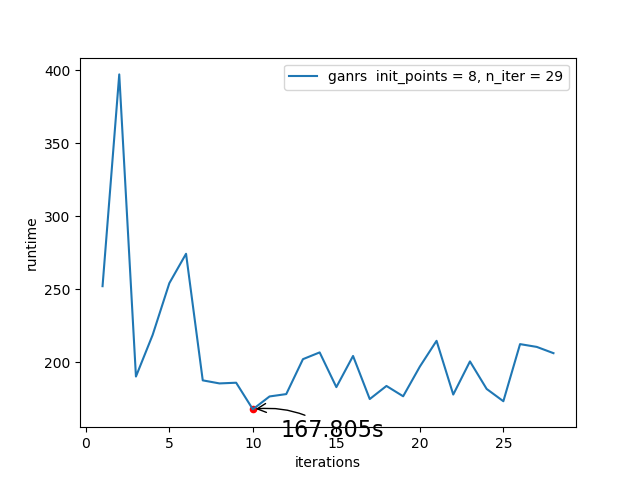 ganrs  init_points = 8, n_iter = 29
400
350
300
250
200
runtime
167.805s
0
5
10
15
20
25
iterations